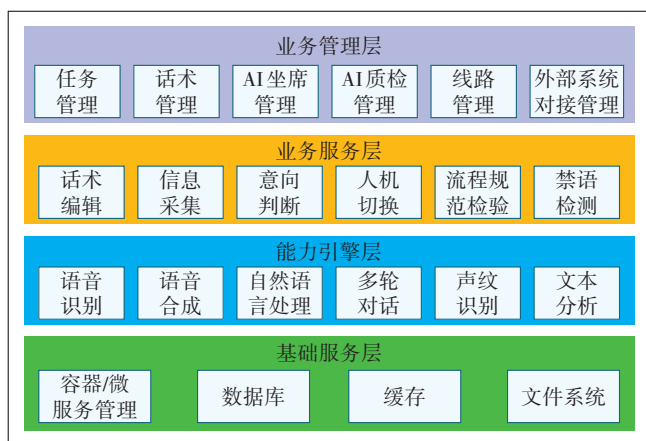 业务管理层
任务 话术 AI坐席 AI质检 线路 外部系统
管理 管理 管理 管理 管理 对接管理
业务服务层
话术 信息 意向 人机 流程规 禁语
编辑 采集 判断 切换 范检验 检测
能力引擎层
语音 语音 自然语 多轮 声纹 文本
识别 合成 言处理 对话 识别 分析
基础服务层
容器/微
服务管理 数据库 缓存 文件系统